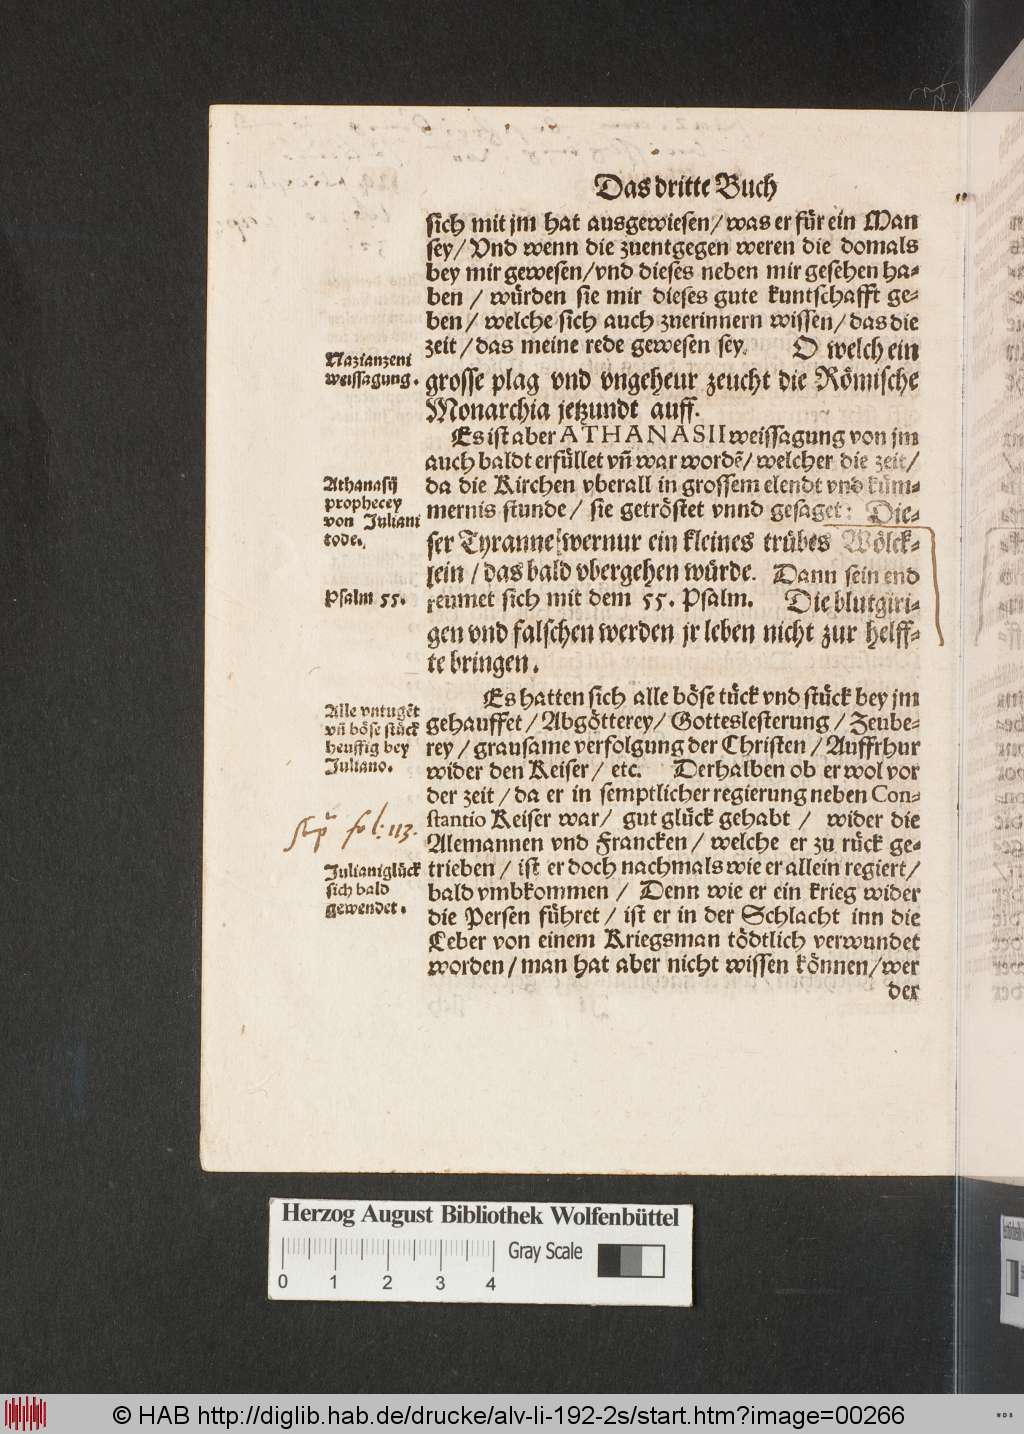 Das dritte Buch
sich mit jm hat ausgewiesen/ was er für ein Man
sey/ Vnd wenn die zuentgegen weren die domals
bey mir gewesen/vnd dieses neben mir gesehen ha-
ben / würden sie mir dieses gute kuntschafft ge-
ben/ welche sich auch zuerinnern wissen/ das die
zeit/ das meine rede gewesen sey. O welch ein
Nazianzeni
weissagung.
grosse plag vnd vngeheur zeucht die Römische
Monarchia jetzundt auff.
Es ist aber ATHANASII weissagung von jm
auch baldt erfüllet vñ war wordẽ/ welcher die zeit/
Athanasij
prophecey
von Juliani
tode.
da die Kirchen vberall in grossem elendt vnd küm-
mernis stunde/ sie getröstet vnnd gesaget: Die-
ser Tyranne wer nur ein kleines trübes Wölck-
lein / das bald vbergehen würde. Dann sein end
Psalm 55.
reumet sich mit dem 55. Psalm. Die blutgiri-
gen vnd falschen werden jr leben nicht zur helff-
te bringen.
Es hatten sich alle böse tück vnd stück bey jm
Alle vntugẽt
vñ böse stück
heuffig bey
Juliano.
gehauffet/ Abgötterey/ Gotteslesterung / Zeube-
rey/ grausame verfolgung der Christen / Auffrhur
wider den Keiser/ etc. Derhalben ob er wol vor
der zeit/ da er in semptlicher regierung neben Con-
stantio Keiser war/ gut glück gehabt / wider die
fol: 113.
Alemannen vnd Francken/ welche er zu rück ge-
Juliani glück
sich bald
gewendet.
trieben / ist er doch nachmals wie er allein regiert/
bald vmbkommen / Denn wie er ein krieg wider
die Persen führet / ist er in der Schlacht inn die
Leber von einem Kriegsman tödtlich verwundet
worden/ man hat aber nicht wissen können/ wer
der
Herzog August Bibliothek Wolfenbüttel
Gray Scale
0 1 2 3 4
© HAB http://diglib.hab.de/drucke/alv-li-192-2s/start.htm?image=00266